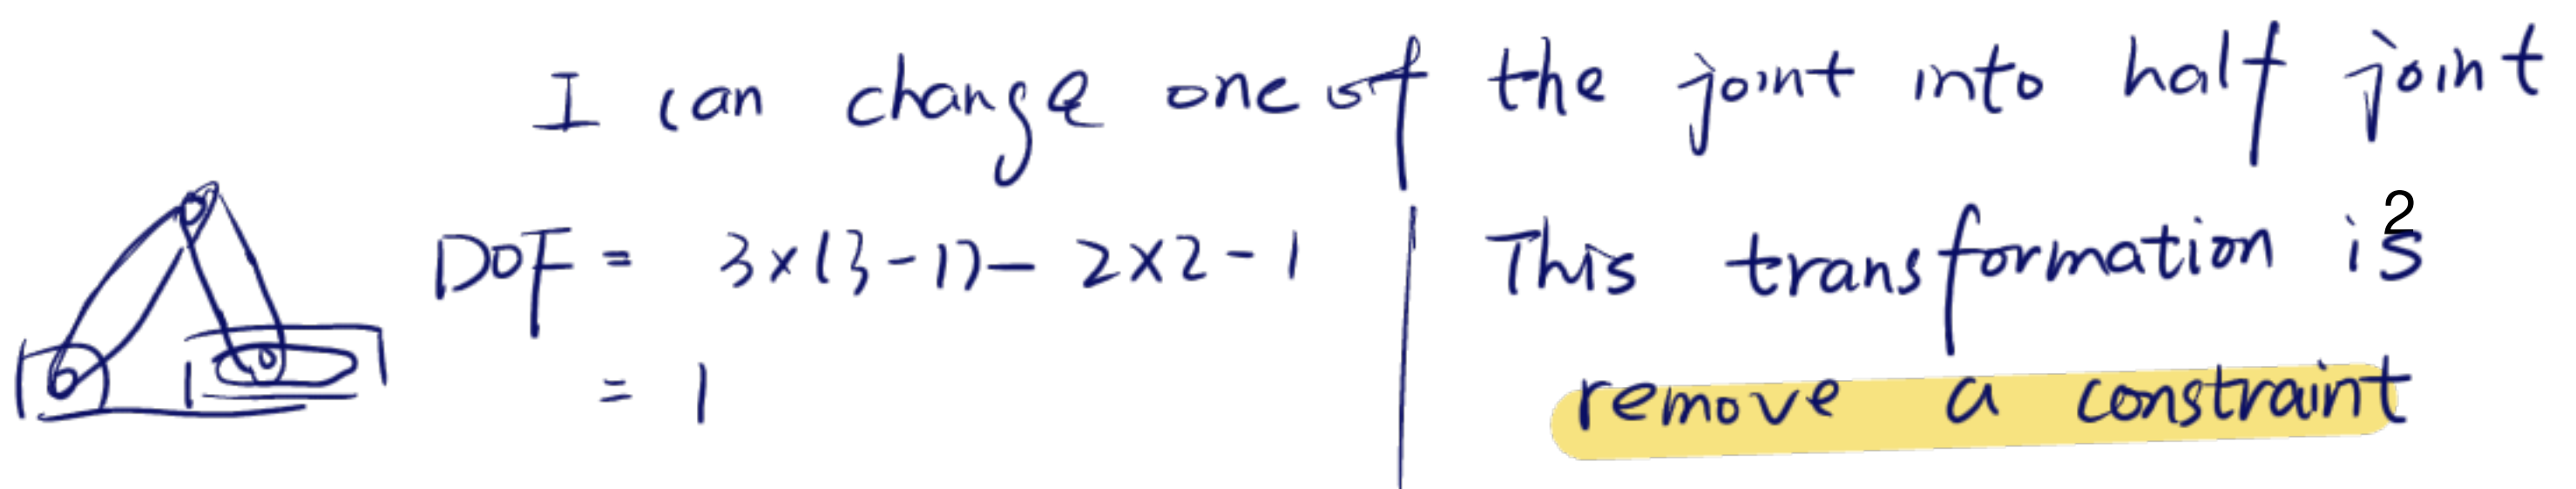 I can change one of the joint into half joint
DOF = 3×(3-1)- 2×2-1
= 1
This transformation is
2
remove a constraint